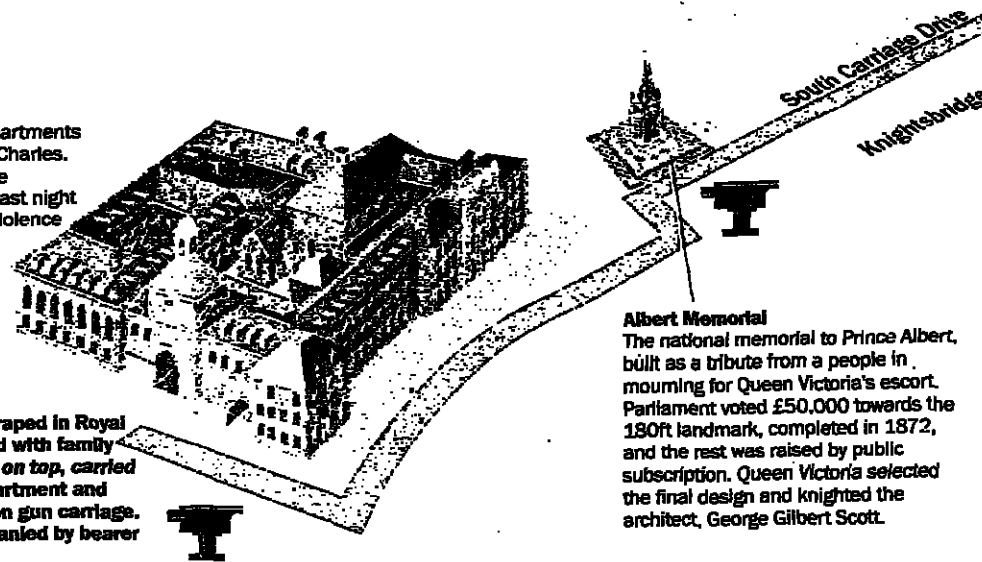 South Carriage Drive
Knightsbridge
artments
Charles.
e
ast night
iolence
Albert Memorial
The national memorial to Prince Albert,
built as a tribute from a people in
mourning for Queen Victoria's escort.
Parliament voted £50,000 towards the
180ft landmark, completed in 1872,
and the rest was raised by public
subscription. Queen Victoria selected
the final design and knighted the
architect, George Gilbert Scott.
raped in Royal
d with family
on top, carried
artment and
n gun carriage,
anied by bearer